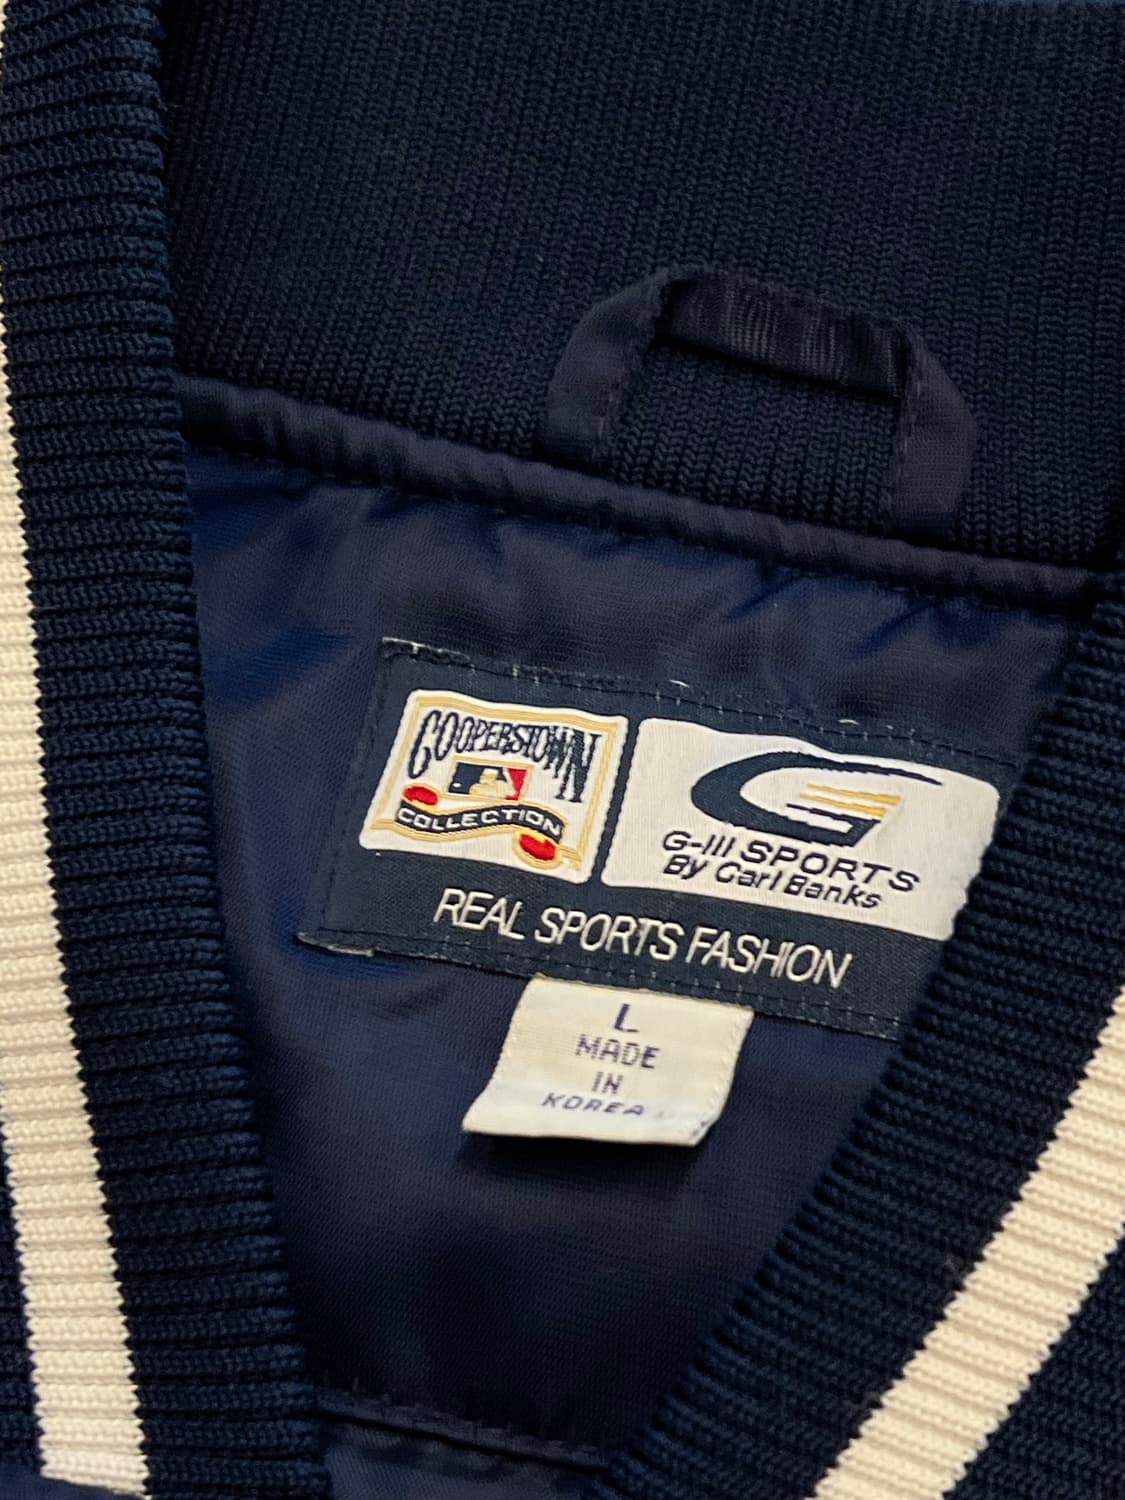 COOPERSTOWN
COLLECTION
G-III SPORTS
By Carl Banks
REAL SPORTS FASHION
L
MADE
IN
KOREA